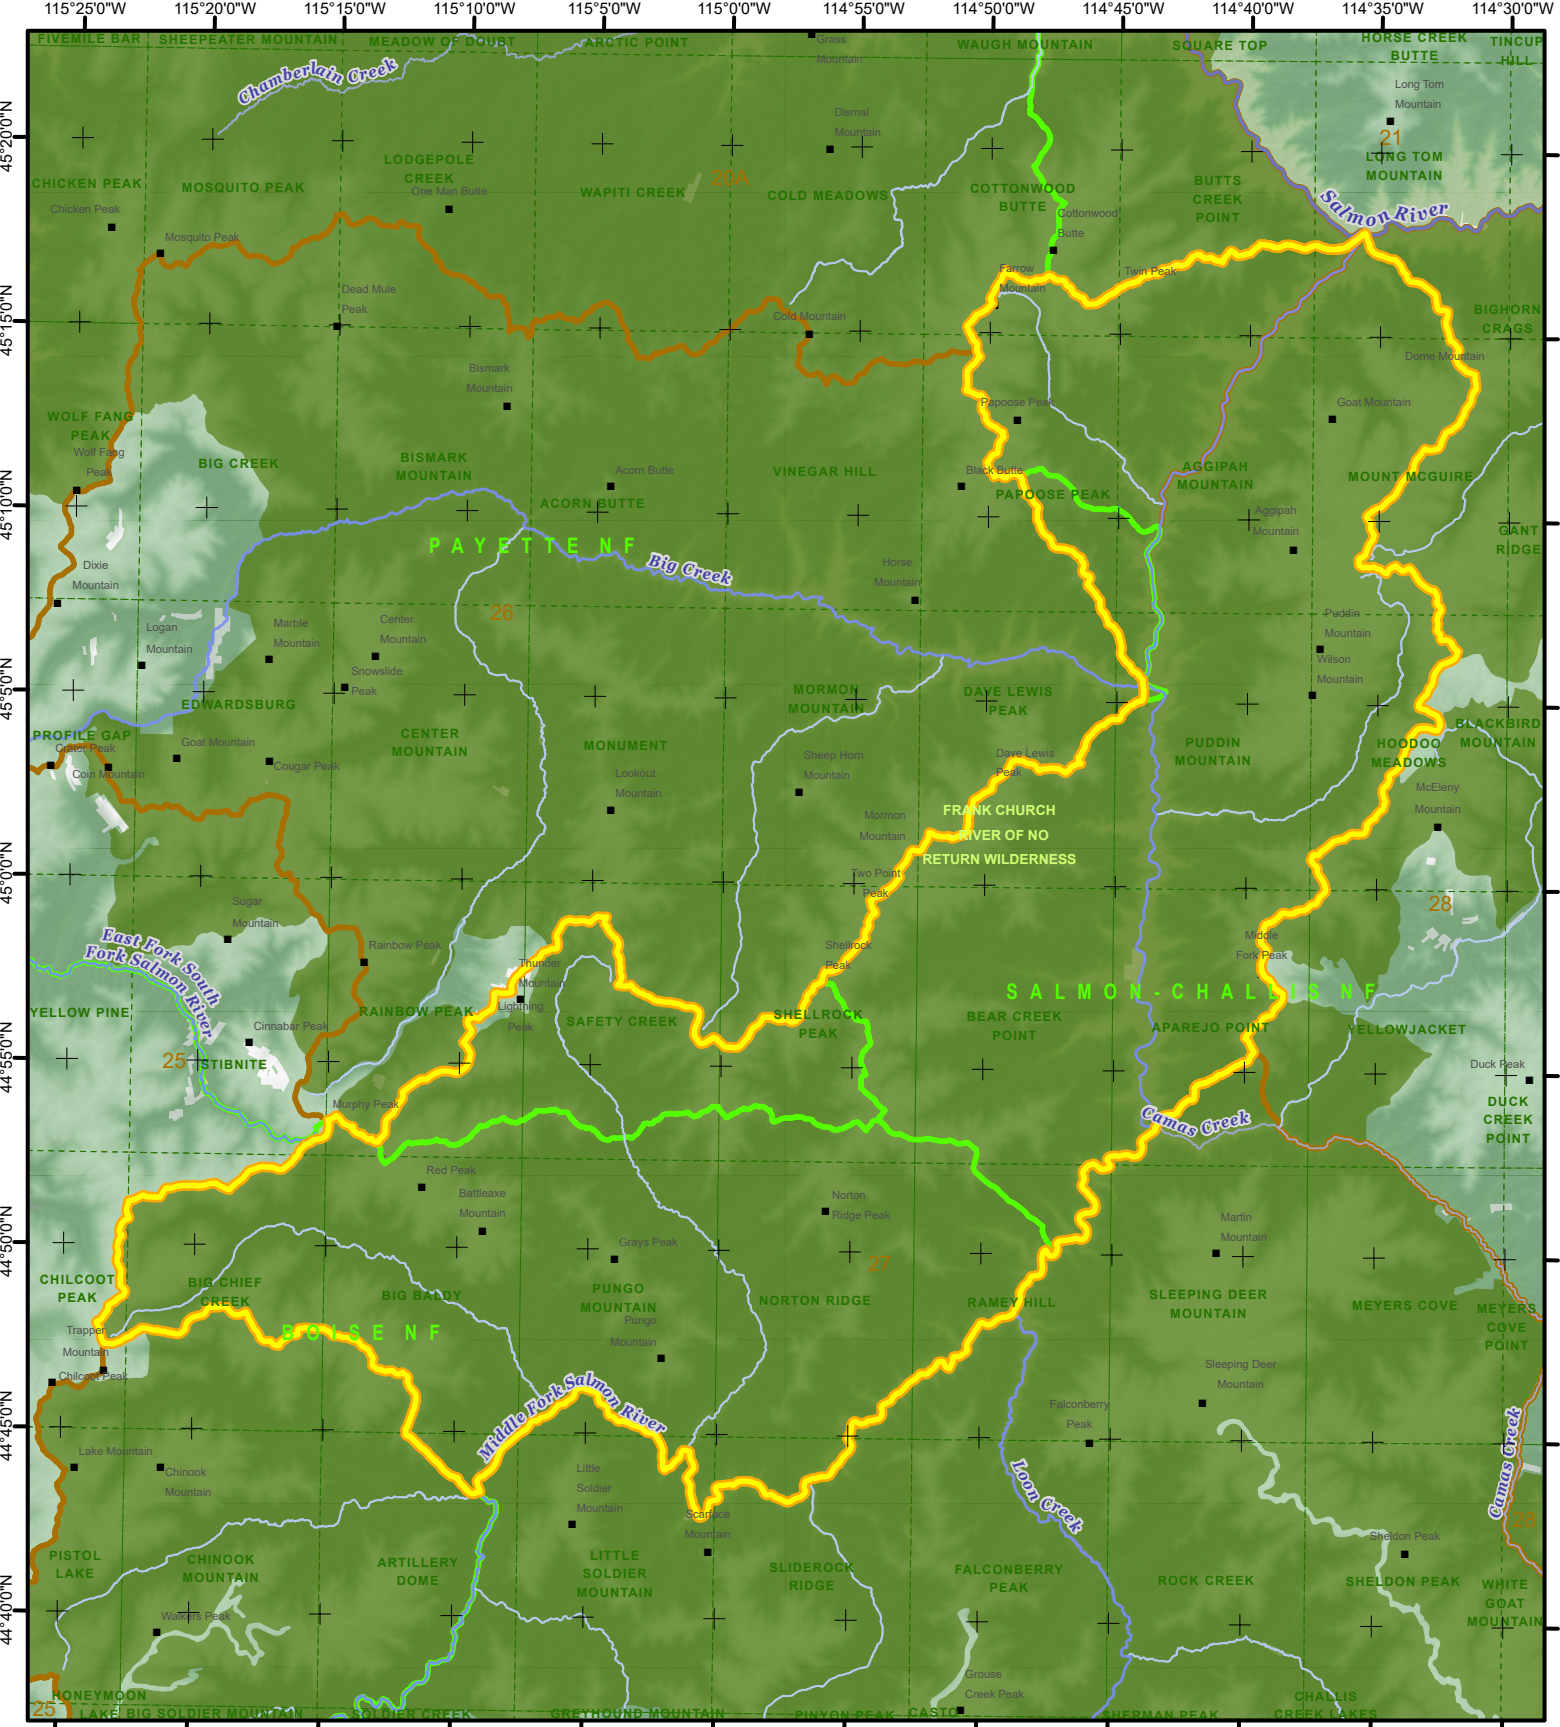 115°25'0"W
115°20'0"W
115°15'0"W
115°10'0"W
115°5'0"W
115°0'0"W
114°55'0"W
114°50'0"W
114°45'0"W
114°40'0"W
114°35'0"W
114°30'0"W
FIVEMILE BAR
SHEEPEATER MOUNTAIN
MEADOW OF DOUBT
ARCTIC POINT
Grass
Mountain
WAUGH MOUNTAIN
SQUARE TOP
HORSE CREEK
BUTTE
TINCUP
HILL
Chamberlain Creek
Long Tom
Mountain
21
LONG TOM
MOUNTAIN
45°20'0"N
Dismal
Mountain
CHICKEN PEAK
Chicken Peak
MOSQUITO PEAK
Mosquito Peak
LODGEPOLE
CREEK
One Man Butte
WAPITI CREEK
20A
COLD MEADOWS
COTTONWOOD
BUTTE
Cottonwood
Butte
BUTTS
CREEK
POINT
Salmon River
Farrow
Mountain
Twin Peak
45°15'0"N
Dead Mule
Peak
Cold Mountain
BIGHORN
CRAGS
Dome Mountain
Bismark
Mountain
Papoose Peak
Goat Mountain
WOLF FANG
PEAK
Wolf Fang
Peak
BIG CREEK
BISMARK
MOUNTAIN
Acorn Butte
ACORN BUTTE
VINEGAR HILL
Black Butte
PAPOOSE PEAK
AGGIPAH
MOUNTAIN
MOUNT MCGUIRE
45°10'0"N
Aggipah
Mountain
GANT
RIDGE
PAYETTE NF
Big Creek
Dixie
Mountain
Horse
Mountain
26
Logan
Mountain
Marble
Mountain
Center
Mountain
Snowslide
Peak
Puddin
Mountain
Wilson
Mountain
45°5'0"N
EDWARDSBURG
MORMON
MOUNTAIN
DAVE LEWIS
PEAK
PROFILE GAP
Crater Peak
Coin Mountain
Goat Mountain
Cougar Peak
CENTER
MOUNTAIN
MONUMENT
Lookout
Mountain
Sheep Horn
Mountain
Dave Lewis
Peak
PUDDIN
MOUNTAIN
HOODOO
MEADOWS
BLACKBIRD
MOUNTAIN
McEleny
Mountain
Mormon
Mountain
FRANK CHURCH
RIVER OF NO
RETURN WILDERNESS
45°0'0"N
Two Point
Peak
28
Sugar
Mountain
East Fork South
Fork Salmon River
Rainbow Peak
Thunder
Mountain
Lightning
Peak
Shellrock
Peak
Middle
Fork Peak
SALMON-CHALLIS NF
YELLOW PINE
Cinnabar Peak
RAINBOW PEAK
SAFETY CREEK
SHELLROCK
PEAK
BEAR CREEK
POINT
APAREJO POINT
YELLOWJACKET
44°55'0"N
25
STIBNITE
Duck Peak
DUCK
CREEK
POINT
Murphy Peak
Camas Creek
Red Peak
Battleaxe
Mountain
Norton
Ridge Peak
Martin
Mountain
44°50'0"N
Grays Peak
27
CHILCOOT
PEAK
BIG CHIEF
CREEK
BIG BALDY
PUNGO
MOUNTAIN
Pungo
Mountain
NORTON RIDGE
RAMEY HILL
SLEEPING DEER
MOUNTAIN
MEYERS COVE
MEYERS
COVE
POINT
Trapper
Mountain
BOISE NF
Chilcoot Peak
Sleeping Deer
Mountain
Middle Fork Salmon River
Falconberry
Peak
44°45'0"N
Lake Mountain
Chinook
Mountain
Little
Soldier
Mountain
Scarface
Mountain
Loon Creek
Camas Creek
28
Sheldon Peak
PISTOL
LAKE
CHINOOK
MOUNTAIN
ARTILLERY
DOME
LITTLE
SOLDIER
MOUNTAIN
SLIDEROCK
RIDGE
FALCONBERRY
PEAK
ROCK CREEK
SHELDON PEAK
WHITE
GOAT
MOUNTAIN
44°40'0"N
Walkers Peak
Grouse
Creek Peak
25
HONEYMOON
LAKE
BIG SOLDIER MOUNTAIN
SOLDIER CREEK
GREYHOUND MOUNTAIN
PINYON PEAK
CASTO
SHERMAN PEAK
CHALLIS
CREEK LAKES